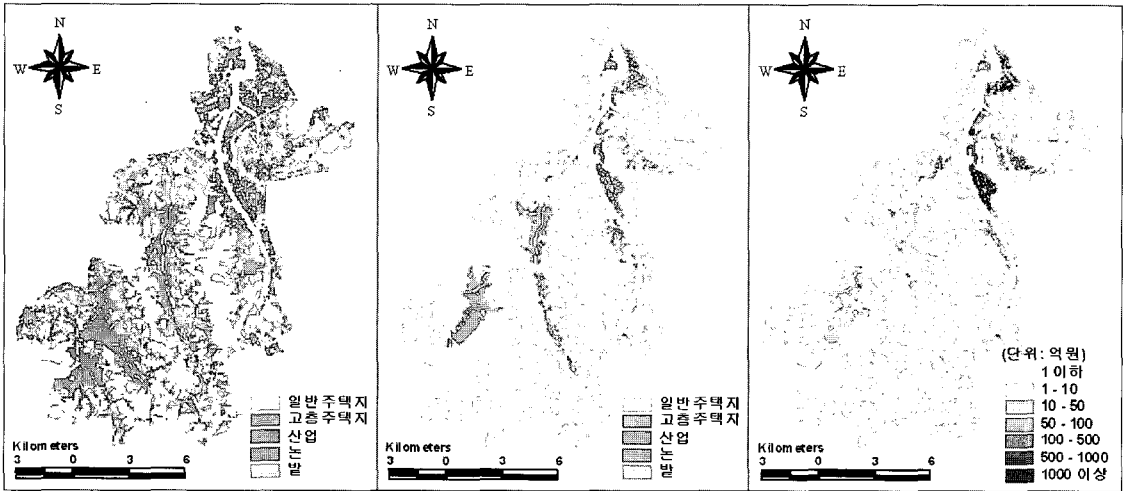 N
W E
S
일반주택지
고층주택지
산업
논
밭
Kilometers
3 0 3 6
N
W E
S
일반주택지
고층주택지
산업
논
밭
Kilometers
3 0 3 6
N
W E
S
(단위: 억원)
1 이하
1 - 10
10 - 50
50 - 100
100 - 500
500 - 1000
1000 이상
Kilometers
3 0 3 6